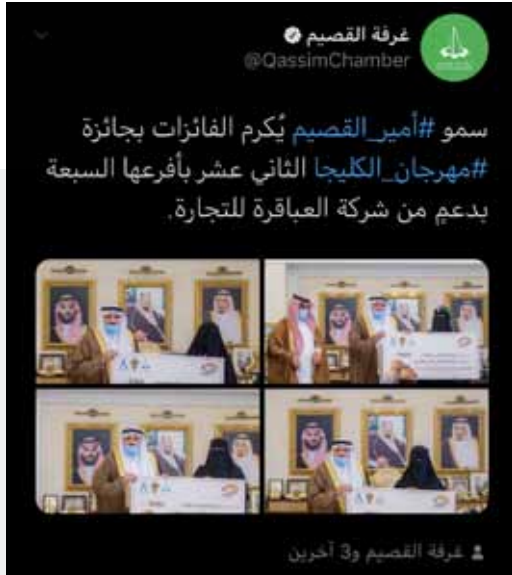 غرفة القصيم
@QassimChamber
سمو #أمير_القصيم يُكرم الفائزات بجائزة
#مهرجان_الكليجا الثاني عشر بأفرعها السبعة
بدعمٍ من شركة العباقرة للتجارة.
غرفة القصيم و3 آخرين